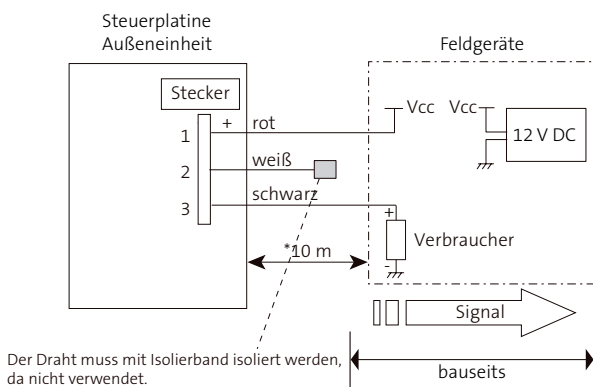 Steuerplatine
Außeneinheit
Feldgeräte
Stecker
Vcc
Vcc
+
rot
1
12 V DC
weiß
2
schwarz
3
+
Verbraucher
*10 m
-
Signal
Der Draht muss mit Isolierband isoliert werden,
da nicht verwendet.
bauseits